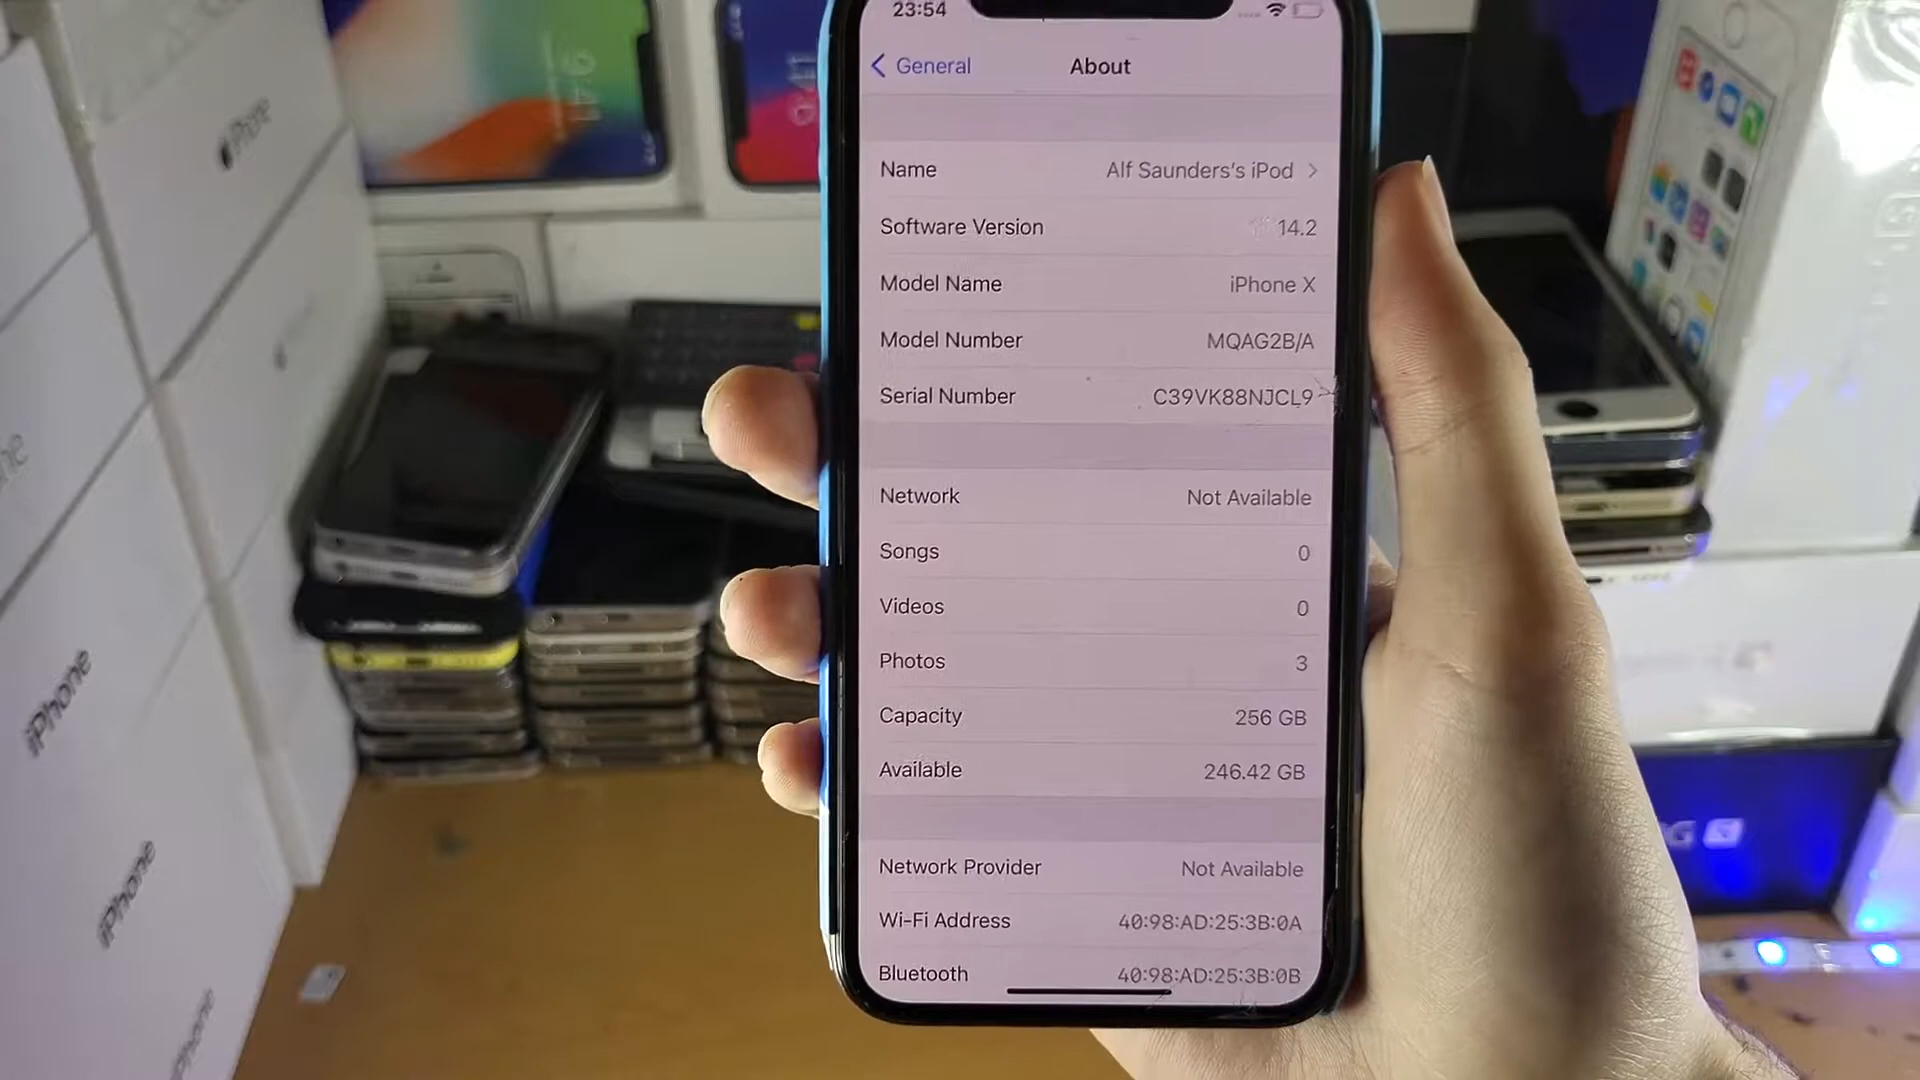 23:54
General
About
Name Alf Saunders's iPod
Software Version 14.2
Model Name iPhone X
Model Number MQAG2B/A
Serial Number C39VK88NJCL9
Network Not Available
Songs 0
Videos 0
Photos 3
Capacity 256 GB
Available 246.42 GB
Network Provider Not Available
Wi-Fi Address 40:98:AD:25:3B:0A
Bluetooth 40:98:AD:25:3B:0B
iPhone
9:41
iPhone
iPhone
iPhone